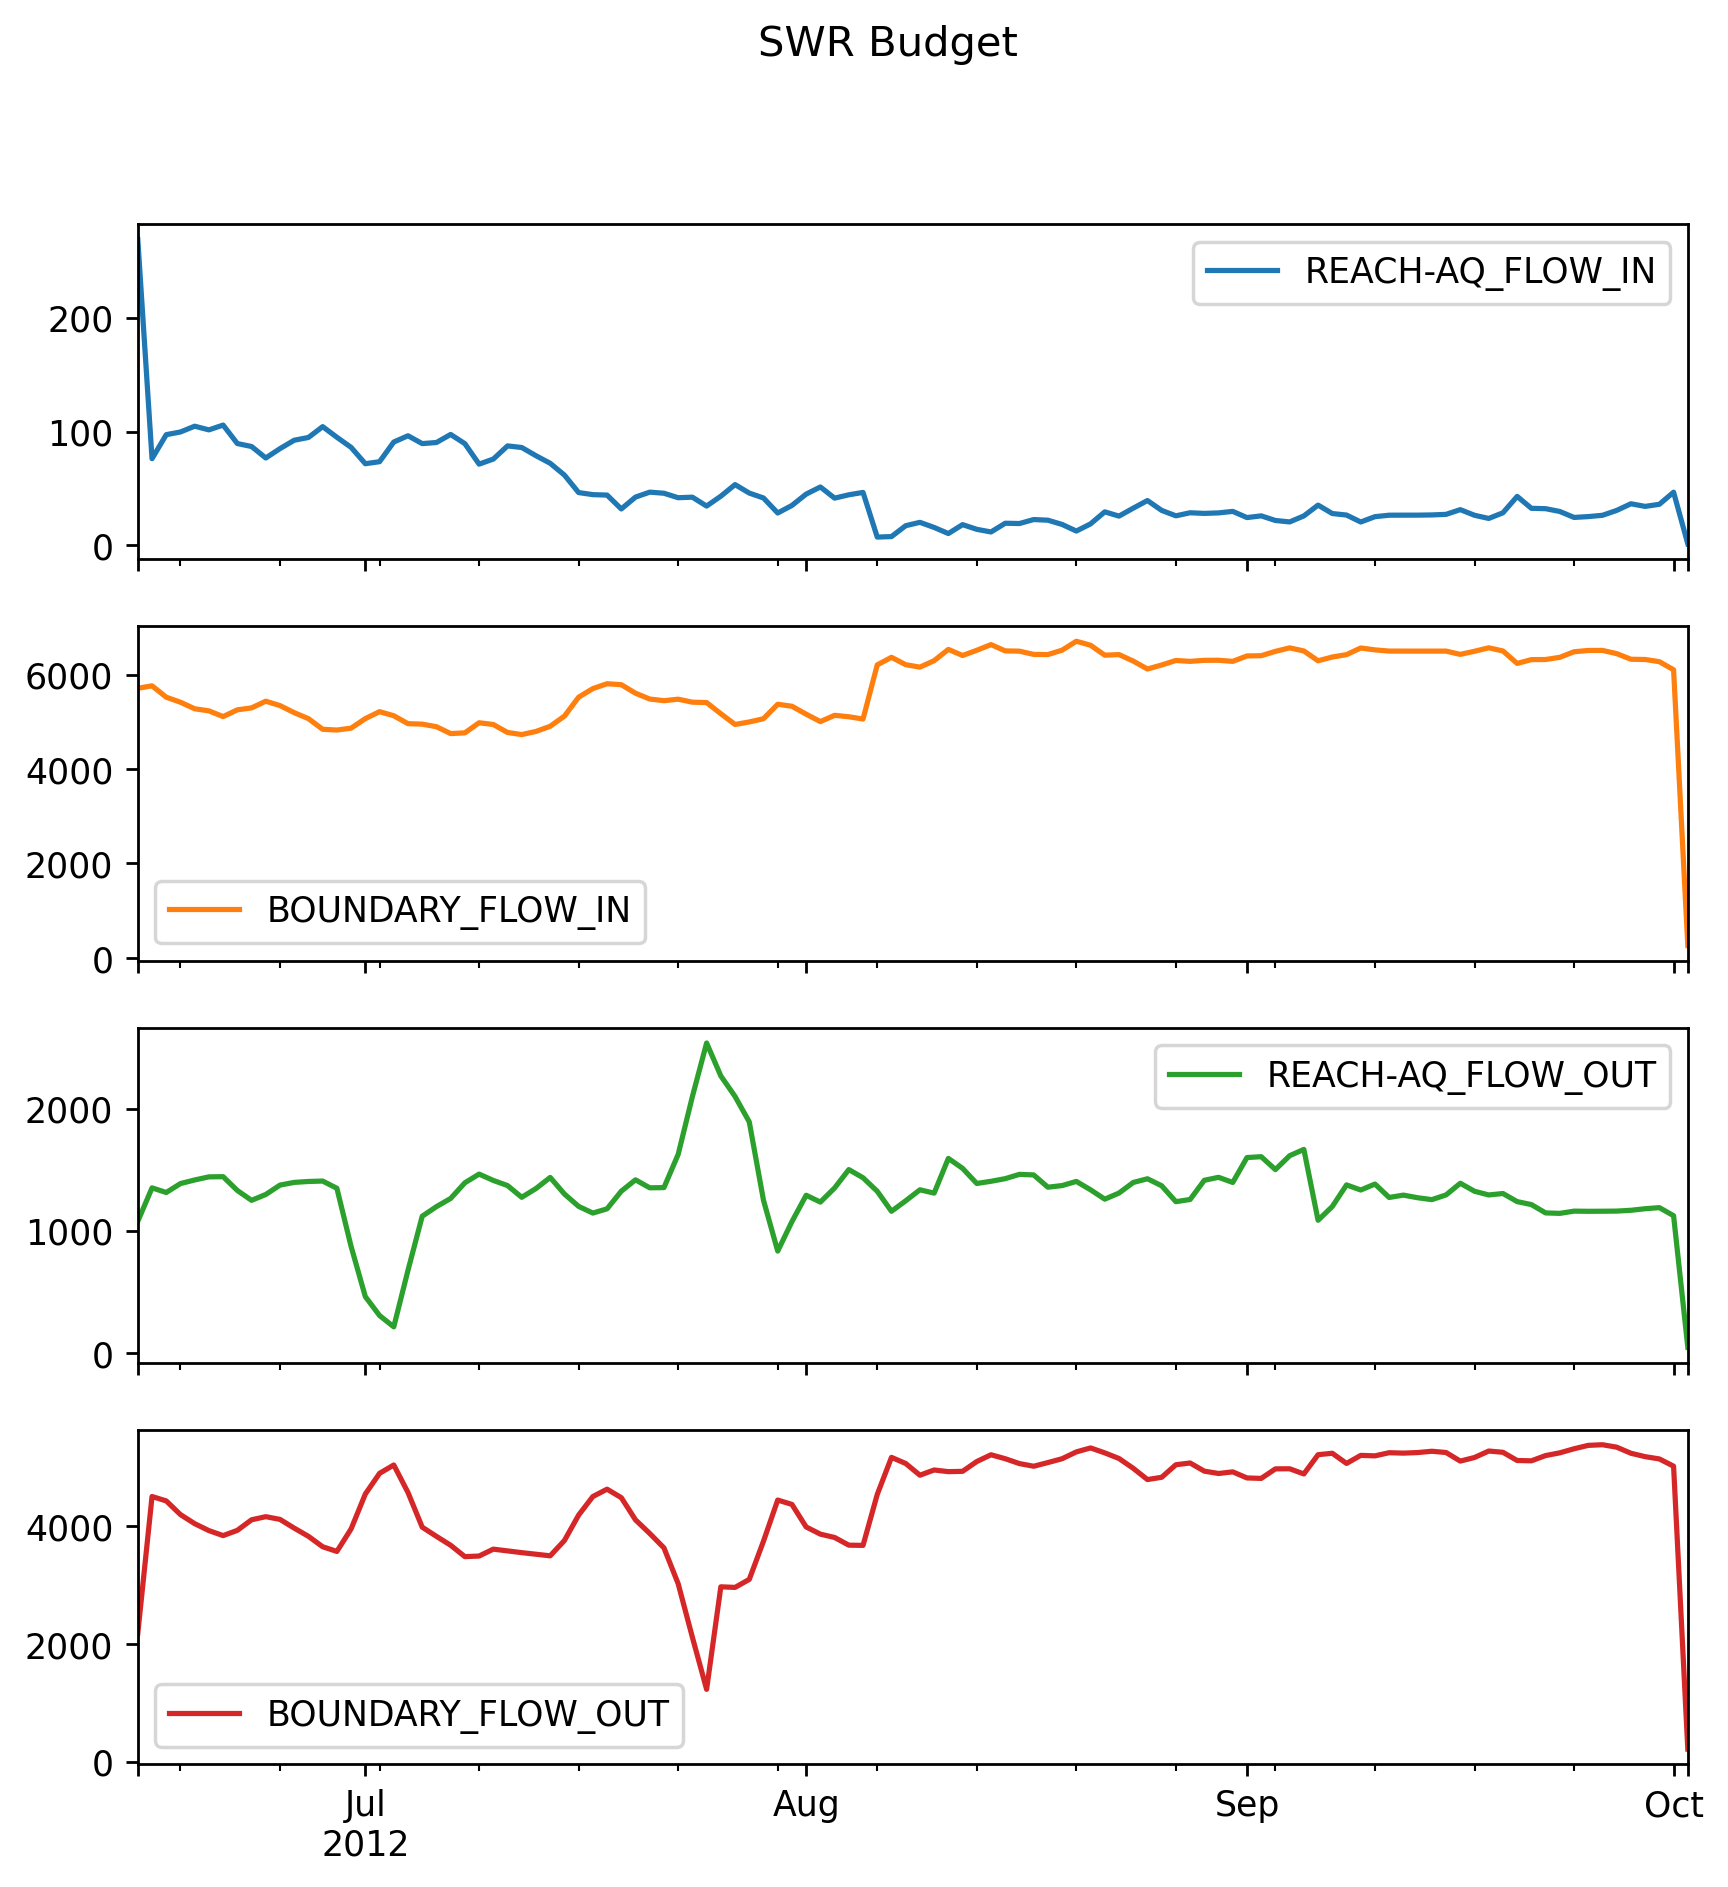 SWR Budget
REACH-AQ_FLOW_IN
200
100
0
6000
4000
2000
BOUNDARY_FLOW_IN
0
REACH-AQ_FLOW_OUT
2000
1000
0
4000
2000
BOUNDARY_FLOW_OUT
0
Jul Aug Sep Oct
2012